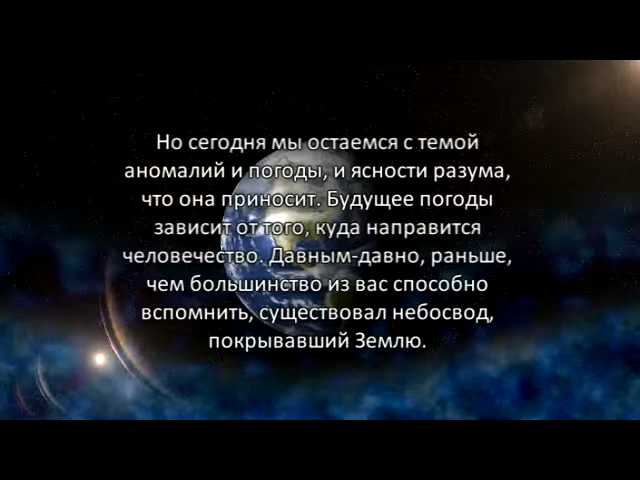 Но сегодня мы остаемся с темой
аномалий и погоды, и ясности разума,
что она приносит. Будущее погоды
зависит от того, куда направится
человечество. Давным-давно, раньше,
чем большинство из вас способно
вспомнить, существовал небосвод,
покрывавший Землю.